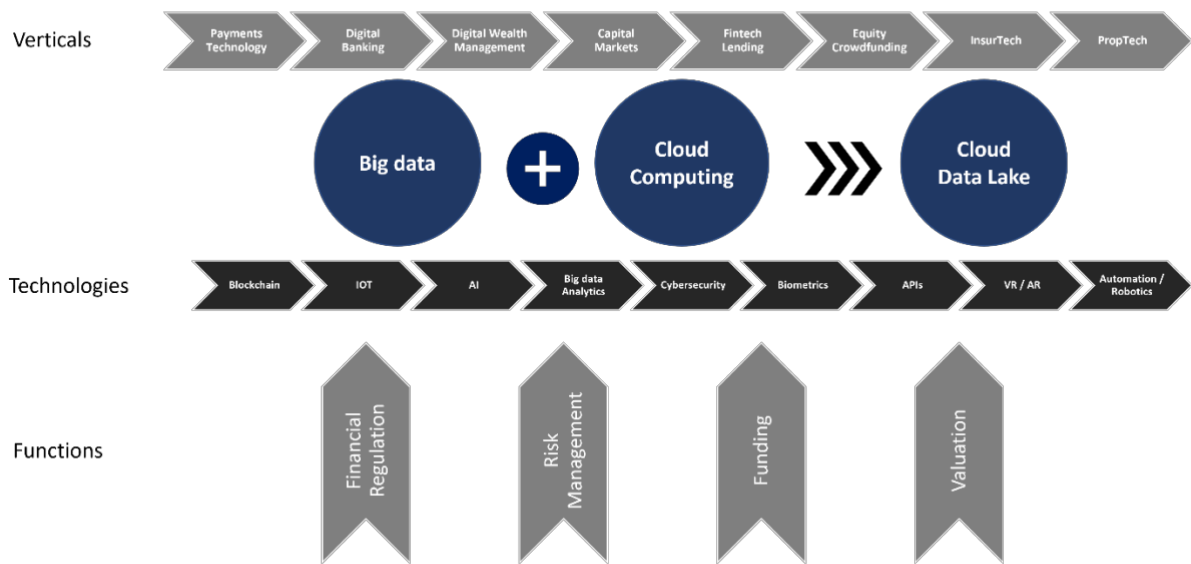 Verticals
Payments
Technology
Digital
Banking
Digital Wealth
Management
Capital
Markets
Fintech
Lending
Equity
Crowdfunding
InsurTech
PropTech
Big data
+
Cloud
Computing
Cloud
Data Lake
Technologies
Blockchain
IOT
AI
Big data
Analytics
Cybersecurity
Biometrics
APIs
VR / AR
Automation /
Robotics
Functions
Financial
Regulation
Risk
Management
Funding
Valuation